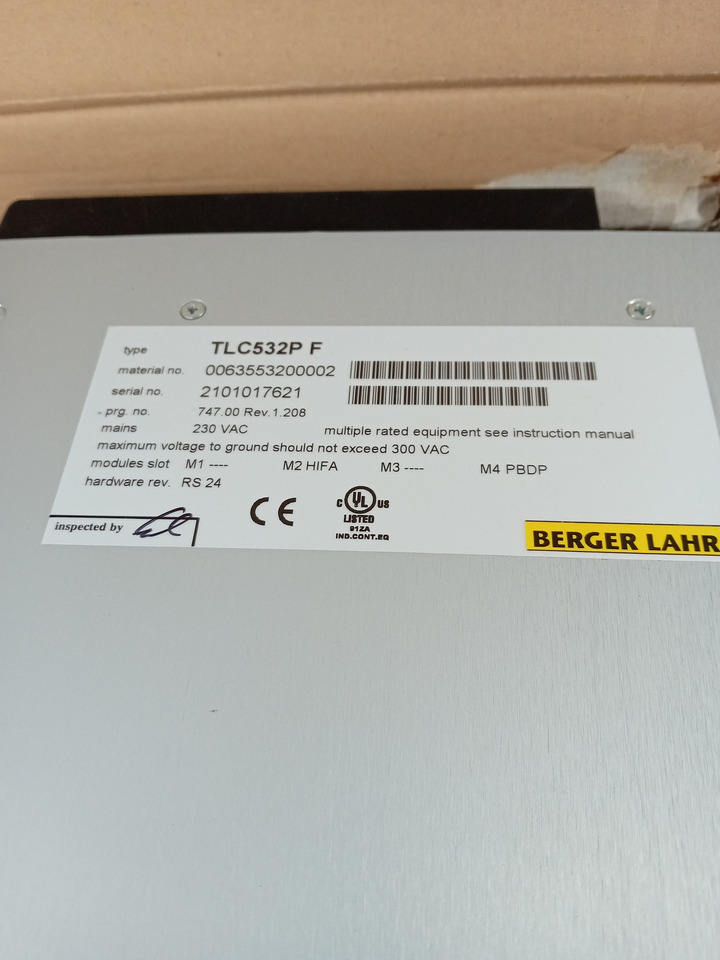 type TLC532P F
material no. 0063553200002
serial no. 2101017621
prg. no. 747.00 Rev.1.208
mains 230 VAC multiple rated equipment see instruction manual
maximum voltage to ground should not exceed 300 VAC
modules slot M1 ---- M2 HIFA M3 ---- M4 PBDP
hardware rev. RS 24
inspected by
CE
C UL US
LISTED
91ZA
IND.CONT.EQ
BERGER LAHR